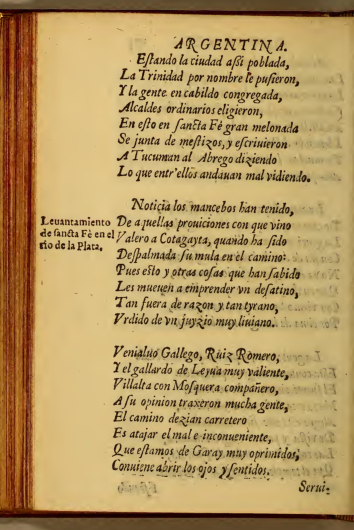 ARGENTINA.
Eſtando la ciudad aſsi poblada,
La Trinidad por nombre le puſieron,
Y la gente en cabildo congregada,
Alcaldes ordinarios eligieron,
En eſto en ſancta Fè gran melonada
Se junta de meſtizos, y eſcriuieron
A Tucuman al Abrego diziendo
Lo que entr'ellos andauan mal vidiendo.
Noticia los mancebos han tenido,
De aquellas prouiciones con que vino
Valero a Cotagayta, quando ha ſido
Deſpalmada ſu mula en el camino:
Pues eſto y otras coſas que han ſabido
Les mueuen a emprender vn deſatino,
Tan fuera de razon y tan tyrano,
Vrdido de vn juyzio muy liuiano.
Leuantamiento
de ſancta Fè en el
rio de la Plata.
Venialuo Gallego, Ruiz Romero,
Y el gallardo de Leyua muy valiente,
Villalta con Moſquera compañero,
A ſu opinion traxeron mucha gente,
El camino dezian carretero
Es atajar el mal e inconueniente,
Que eſtamos de Garay muy oprimidos,
Conuiene abrir los ojos y ſentidos.
Serui-